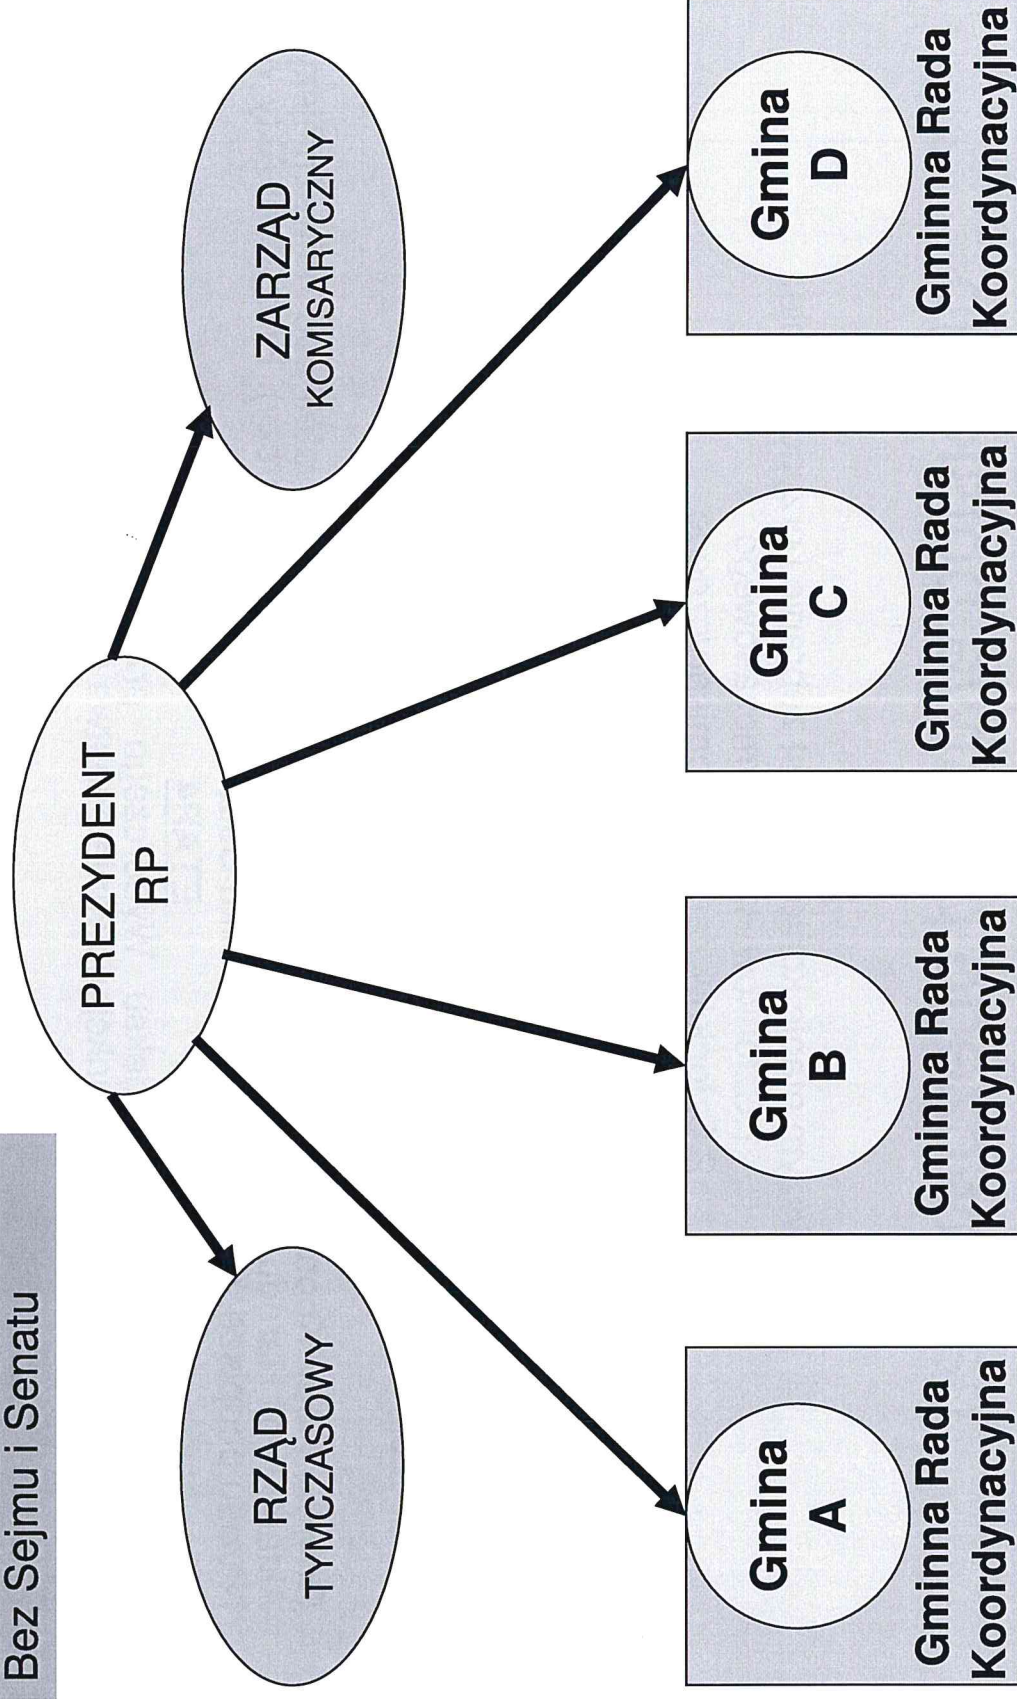 Bez Sejmu i Senatu
PREZYDENT
RP
RZĄD
TYMCZASOWY
ZARZĄD
KOMISARYCZNY
Gmina
A
Gminna Rada
Koordynacyjna
Gmina
B
Gminna Rada
Koordynacyjna
Gmina
C
Gminna Rada
Koordynacyjna
Gmina
D
Gminna Rada
Koordynacyjna